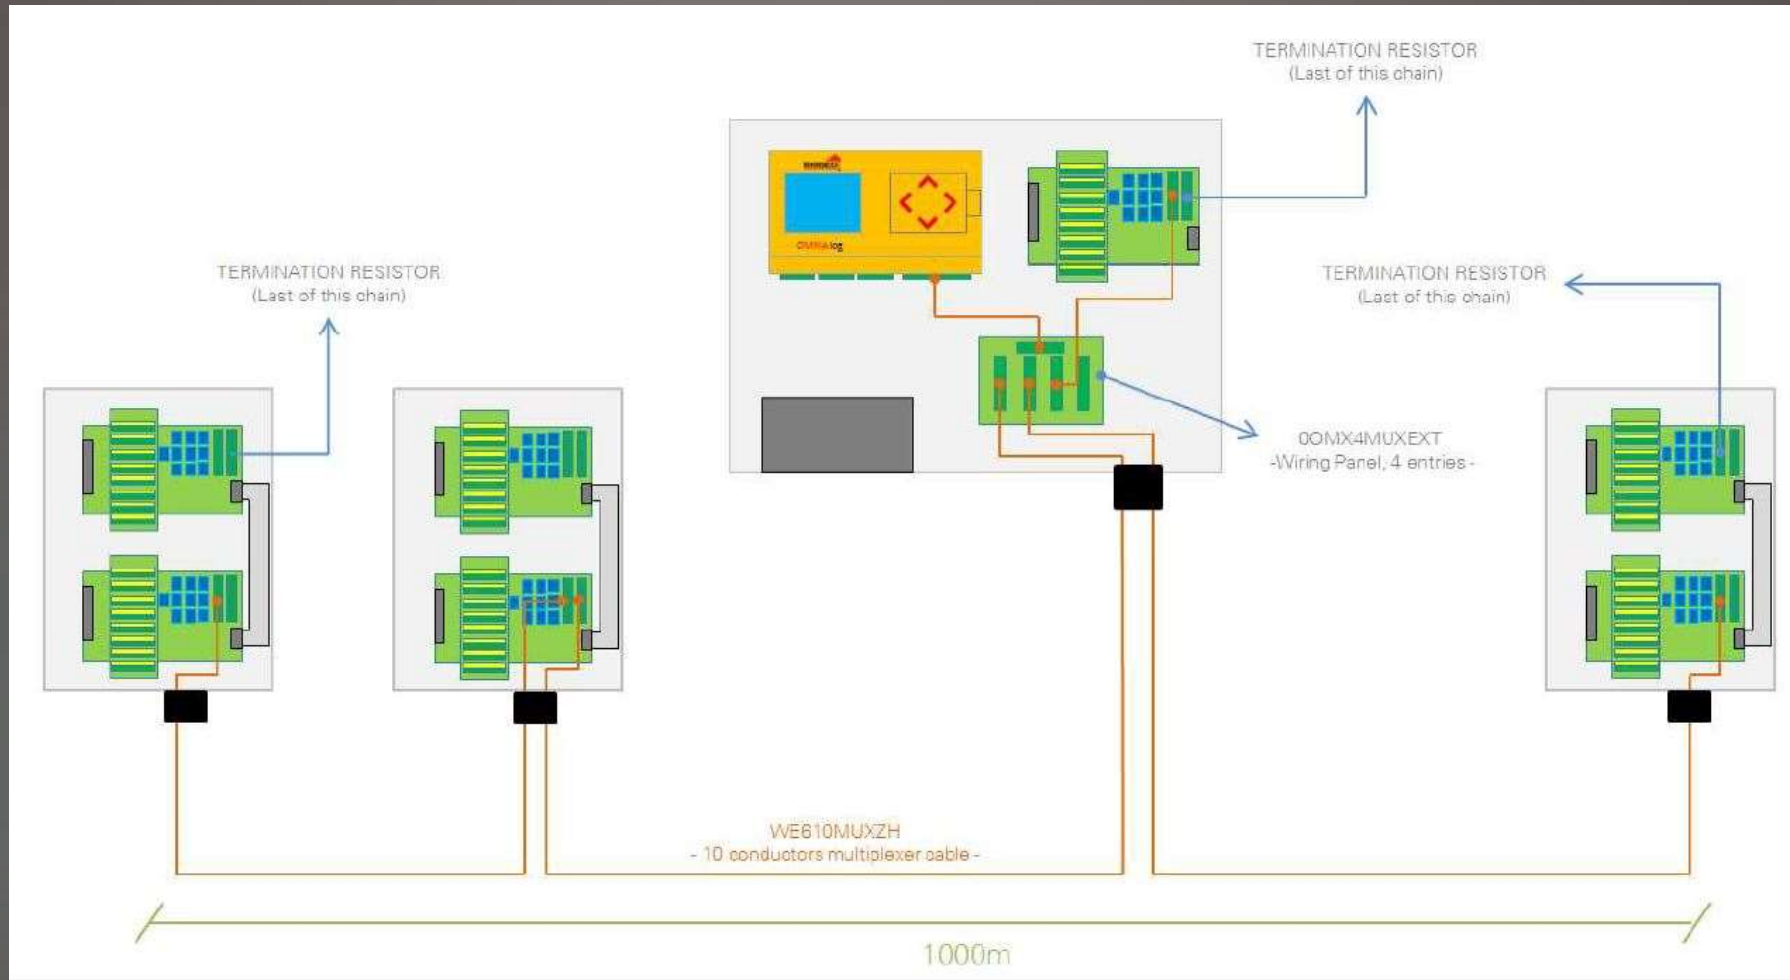 TERMINATION RESISTOR
(Last of this chain)
OMNIAlog
TERMINATION RESISTOR
(Last of this chain)
TERMINATION RESISTOR
(Last of this chain)
0OMX4MUXEXT
-Wiring Panel, 4 entries -
WE610MUXZH
- 10 conductors multiplexer cable -
1000m